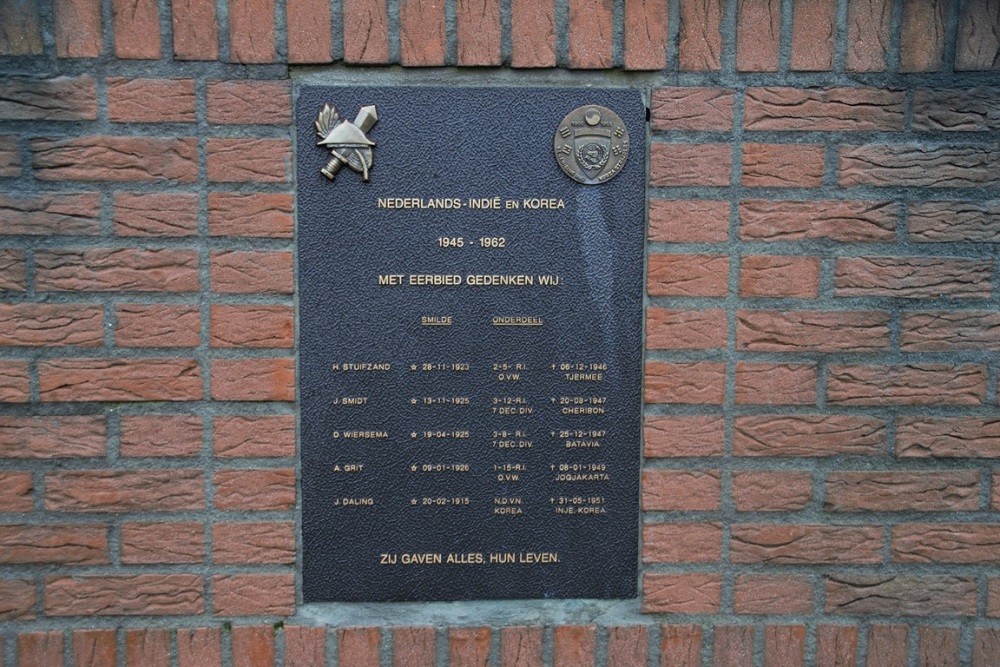 NEDERLANDS-INDIË EN KOREA
1945 - 1962
MET EERBIED GEDENKEN WIJ:
SMILDE ONDERDEEL
H. STUIFZAND ☆ 28-11-1923 2-5- R.I. † 06-12-1946
O.V.W. TJERMEE
J. SMIDT ☆ 13-11-1925 3-12-R.I. † 20-08-1947
7 DEC. DIV CHERIBON
D. WIERSEMA ☆ 19-04-1925 3-8- R.I. † 25-12-1947
7 DEC. DIV. BATAVIA
A. GRIT ☆ 09-01-1926 1-15-R.I. † 08-01-1949
O.V.W. JOGJAKARTA
J. DALING ☆ 20-02-1915 N.D.V.N. † 31-05-1951
KOREA INJE, KOREA
ZIJ GAVEN ALLES, HUN LEVEN.